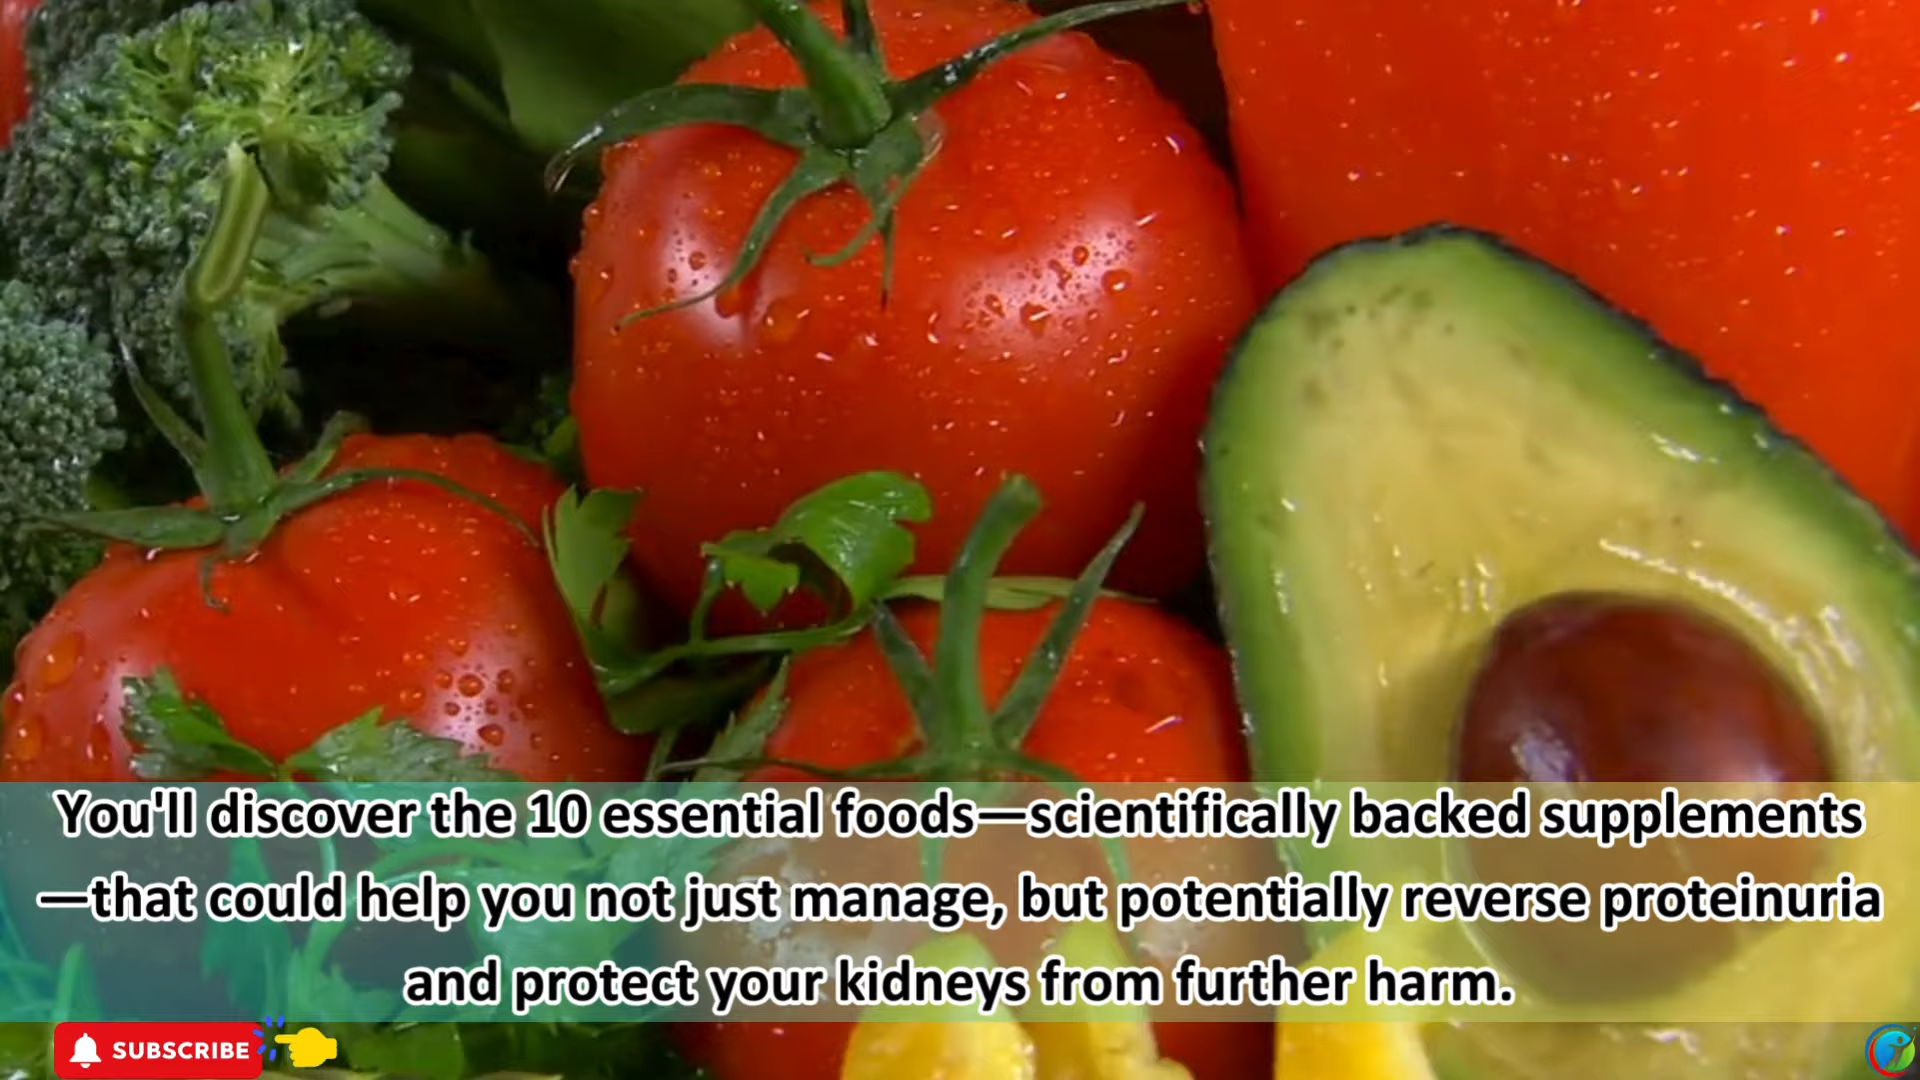 You'll discover the 10 essential foods—scientifically backed supplements
—that could help you not just manage, but potentially reverse proteinuria
and protect your kidneys from further harm.
SUBSCRIBE